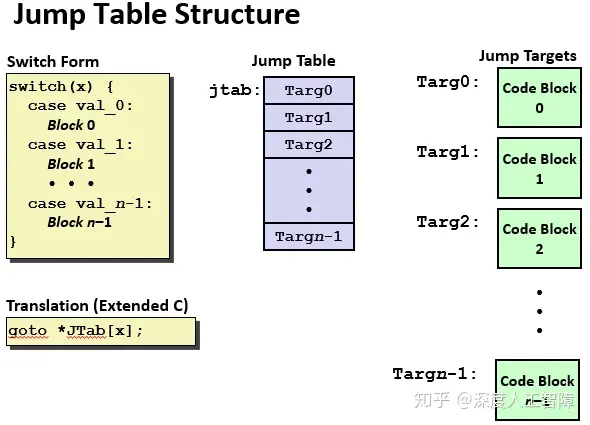 Jump Table Structure
Switch Form
switch(x) {
case val_0:
Block 0
case val_1:
Block 1
• • •
case val_n-1:
Block n–1
}
Translation (Extended C)
goto *JTab[x];
Jump Table
jtab:
Targ0
Targ1
Targ2
•
•
•
Targn-1
Jump Targets
Targ0:
Code Block
0
Targ1:
Code Block
1
Targ2:
Code Block
2
•
•
•
Targn-1:
Code Block
n–1
知乎 @深度人工智障